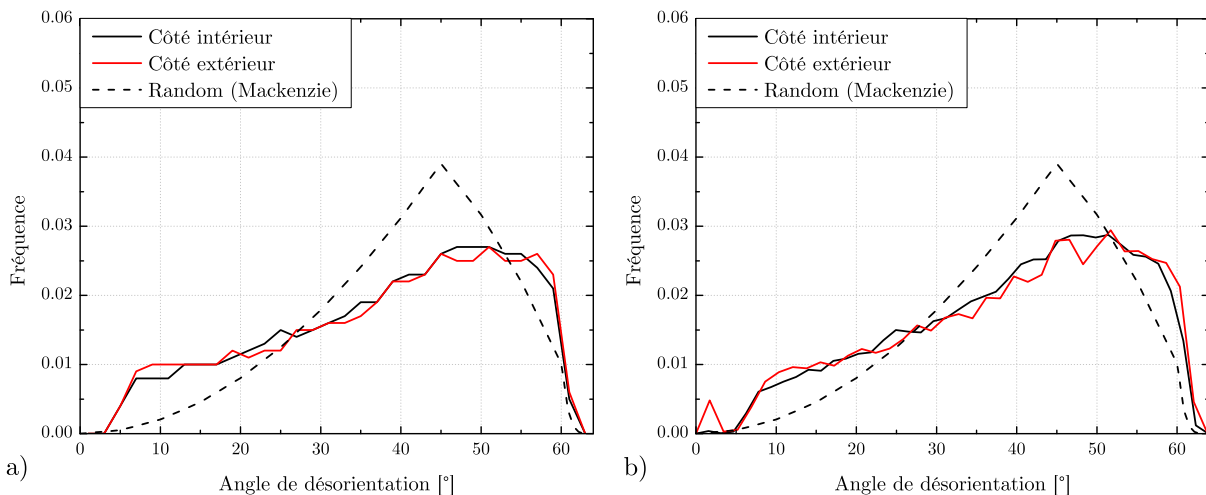 0.06
0.05
0.04
0.03
0.02
0.01
0.00
Fréquence
Côté intérieur
Côté extérieur
Random (Mackenzie)
0 10 20 30 40 50 60
Angle de désorientation [°]
a)
0.06
0.05
0.04
0.03
0.02
0.01
0.00
Fréquence
Côté intérieur
Côté extérieur
Random (Mackenzie)
0 10 20 30 40 50 60
Angle de désorientation [°]
b)